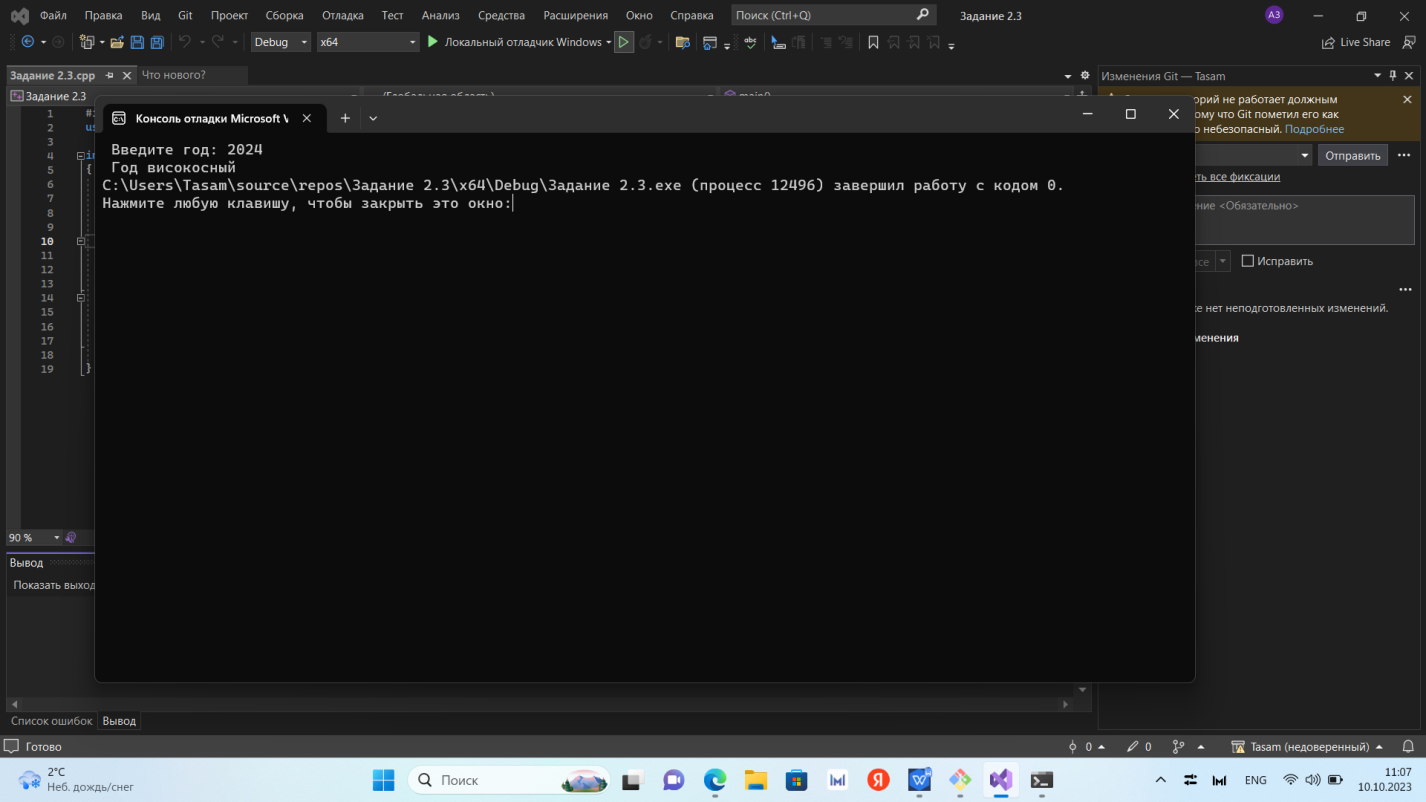 Файл Правка Вид Git Проект Сборка Отладка Тест Анализ Средства Расширения Окно Справка Поиск (Ctrl+Q) Задание 2.3 АЗ
Debug x64 Локальный отладчик Windows Live Share
Задание 2.3.cpp Что нового?
Задание 2.3
Изменения Git — Tasam
орий не работает должным
ому что Git пометил его как
о небезопасный. Подробнее
Отправить
ть все фиксации
ние <Обязательно>
Исправить
нет неподготовленных изменений.
менения
1
2
3
4
5
6
7
8
9
10
11
12
13
14
15
16
17
18
19
Консоль отладки Microsoft V
Введите год: 2024
Год високосный
C:\Users\Tasam\source\repos\Задание 2.3\x64\Debug\Задание 2.3.exe (процесс 12496) завершил работу с кодом 0.
Нажмите любую клавишу, чтобы закрыть это окно:
90 %
Вывод
Показать выход
Список ошибок Вывод
Готово 0 0 Tasam (недоверенный)
2°C
Неб. дождь/снег
Поиск
ENG
11:07
10.10.2023